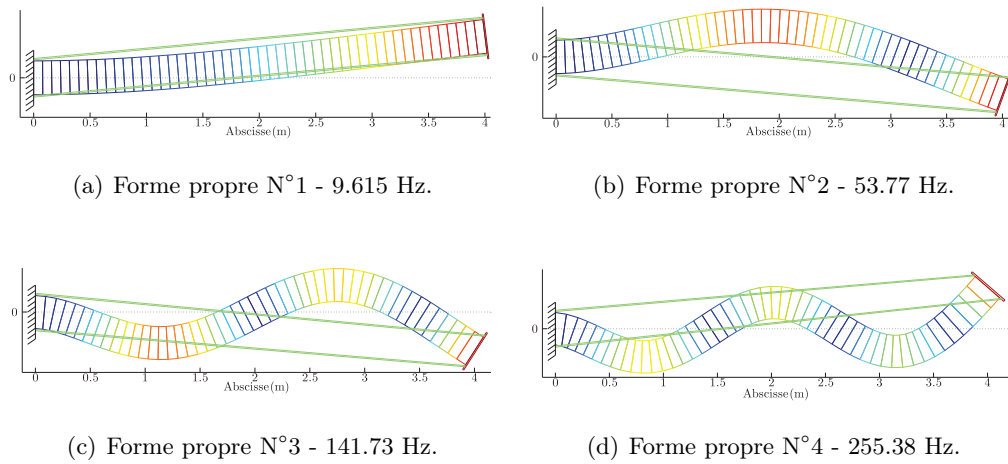 0
0 0.5 1 1.5 2 2.5 3 3.5 4
Abscisse(m)
(a) Forme propre N°1 - 9.615 Hz.
0
0 0.5 1 1.5 2 2.5 3 3.5 4
Abscisse(m)
(b) Forme propre N°2 - 53.77 Hz.
0
0 0.5 1 1.5 2 2.5 3 3.5 4
Abscisse(m)
(c) Forme propre N°3 - 141.73 Hz.
0
0 0.5 1 1.5 2 2.5 3 3.5 4
Abscisse(m)
(d) Forme propre N°4 - 255.38 Hz.